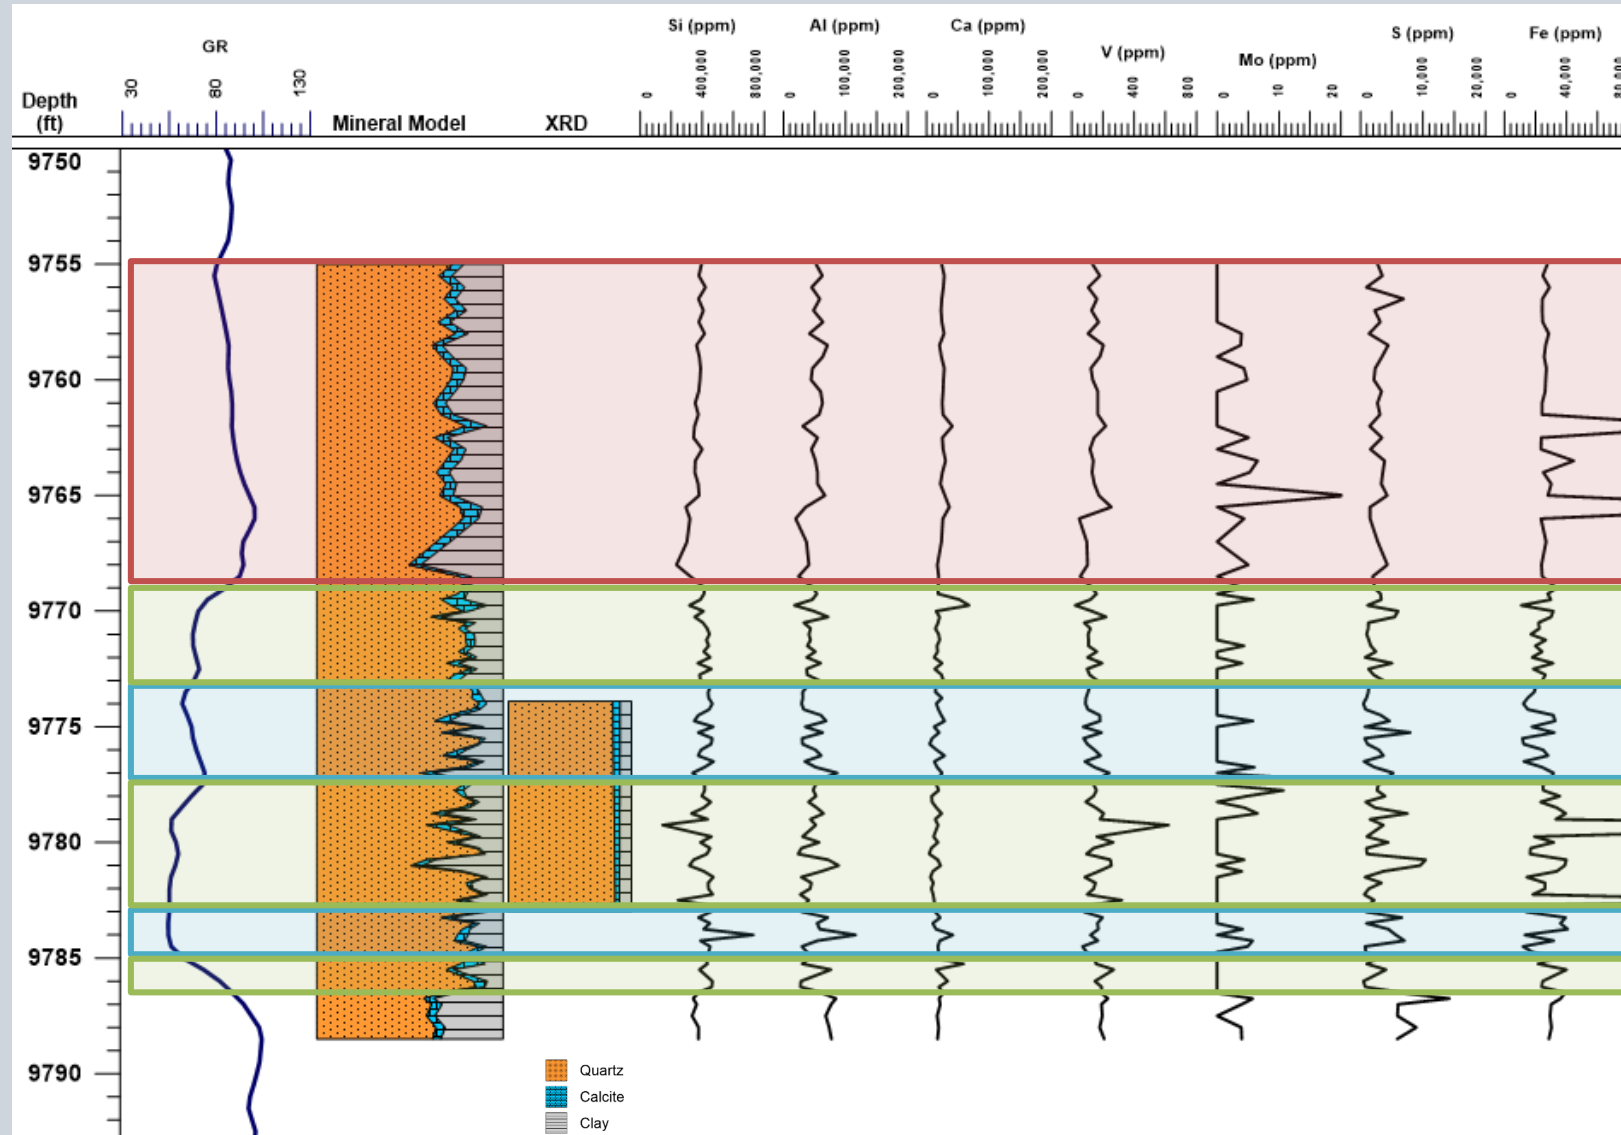 Si (ppm) Al (ppm) Ca (ppm) V (ppm) Mo (ppm) S (ppm) Fe (ppm)
GR
30 80 130 0 400,000 800,000 0 100,000 200,000 0 100,000 200,000 0 400 800 0 10 20 0 10,000 20,000 0 40,000
Depth
(ft) Mineral Model XRD
9750
9755
9760
9765
9770
9775
9780
9785
9790
Quartz
Calcite
Clay